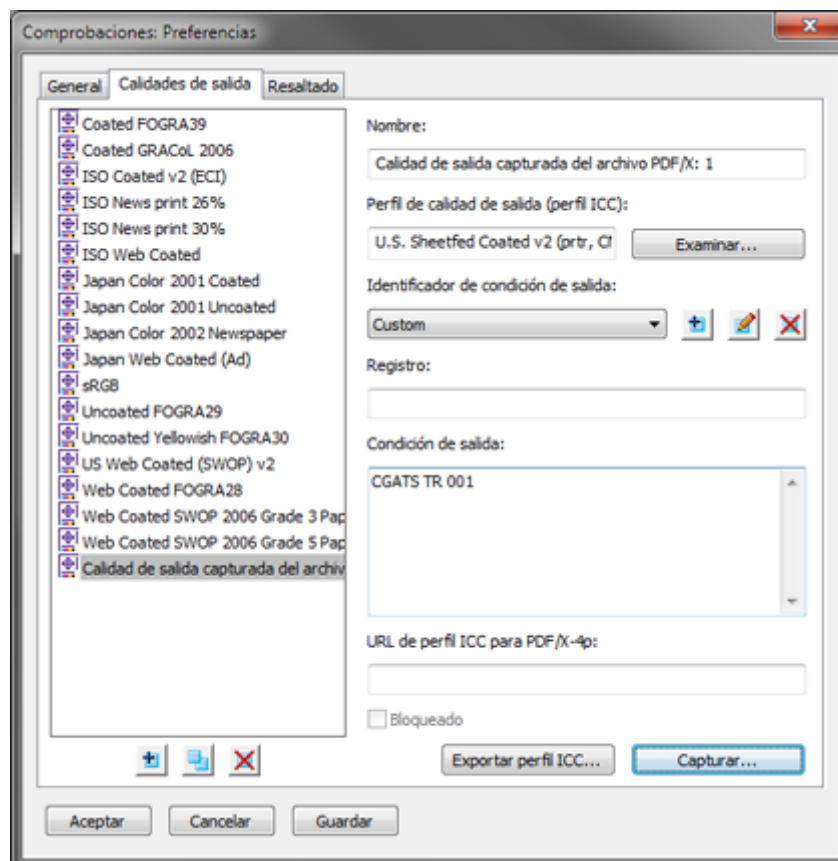 Comprobaciones: Preferencias
General Calidades de salida Resaltado
Coated FOGRA39
Coated GRACoL 2006
ISO Coated v2 (ECI)
ISO News print 26%
ISO News print 30%
ISO Web Coated
Japan Color 2001 Coated
Japan Color 2001 Uncoated
Japan Color 2002 Newspaper
Japan Web Coated (Ad)
sRGB
Uncoated FOGRA29
Uncoated Yellowish FOGRA30
US Web Coated (SWOP) v2
Web Coated FOGRA28
Web Coated SWOP 2006 Grade 3 Pap
Web Coated SWOP 2006 Grade 5 Pap
Calidad de salida capturada del archiv
Nombre:
Calidad de salida capturada del archivo PDF/X: 1
Perfil de calidad de salida (perfil ICC):
U.S. Sheetfed Coated v2 (prtr, Examinar...
Identificador de condición de salida:
Custom
Registro:
Condición de salida:
CGATS TR 001
URL de perfil ICC para PDF/X-4p:
Bloqueado
Exportar perfil ICC... Capturar...
Aceptar Cancelar Guardar